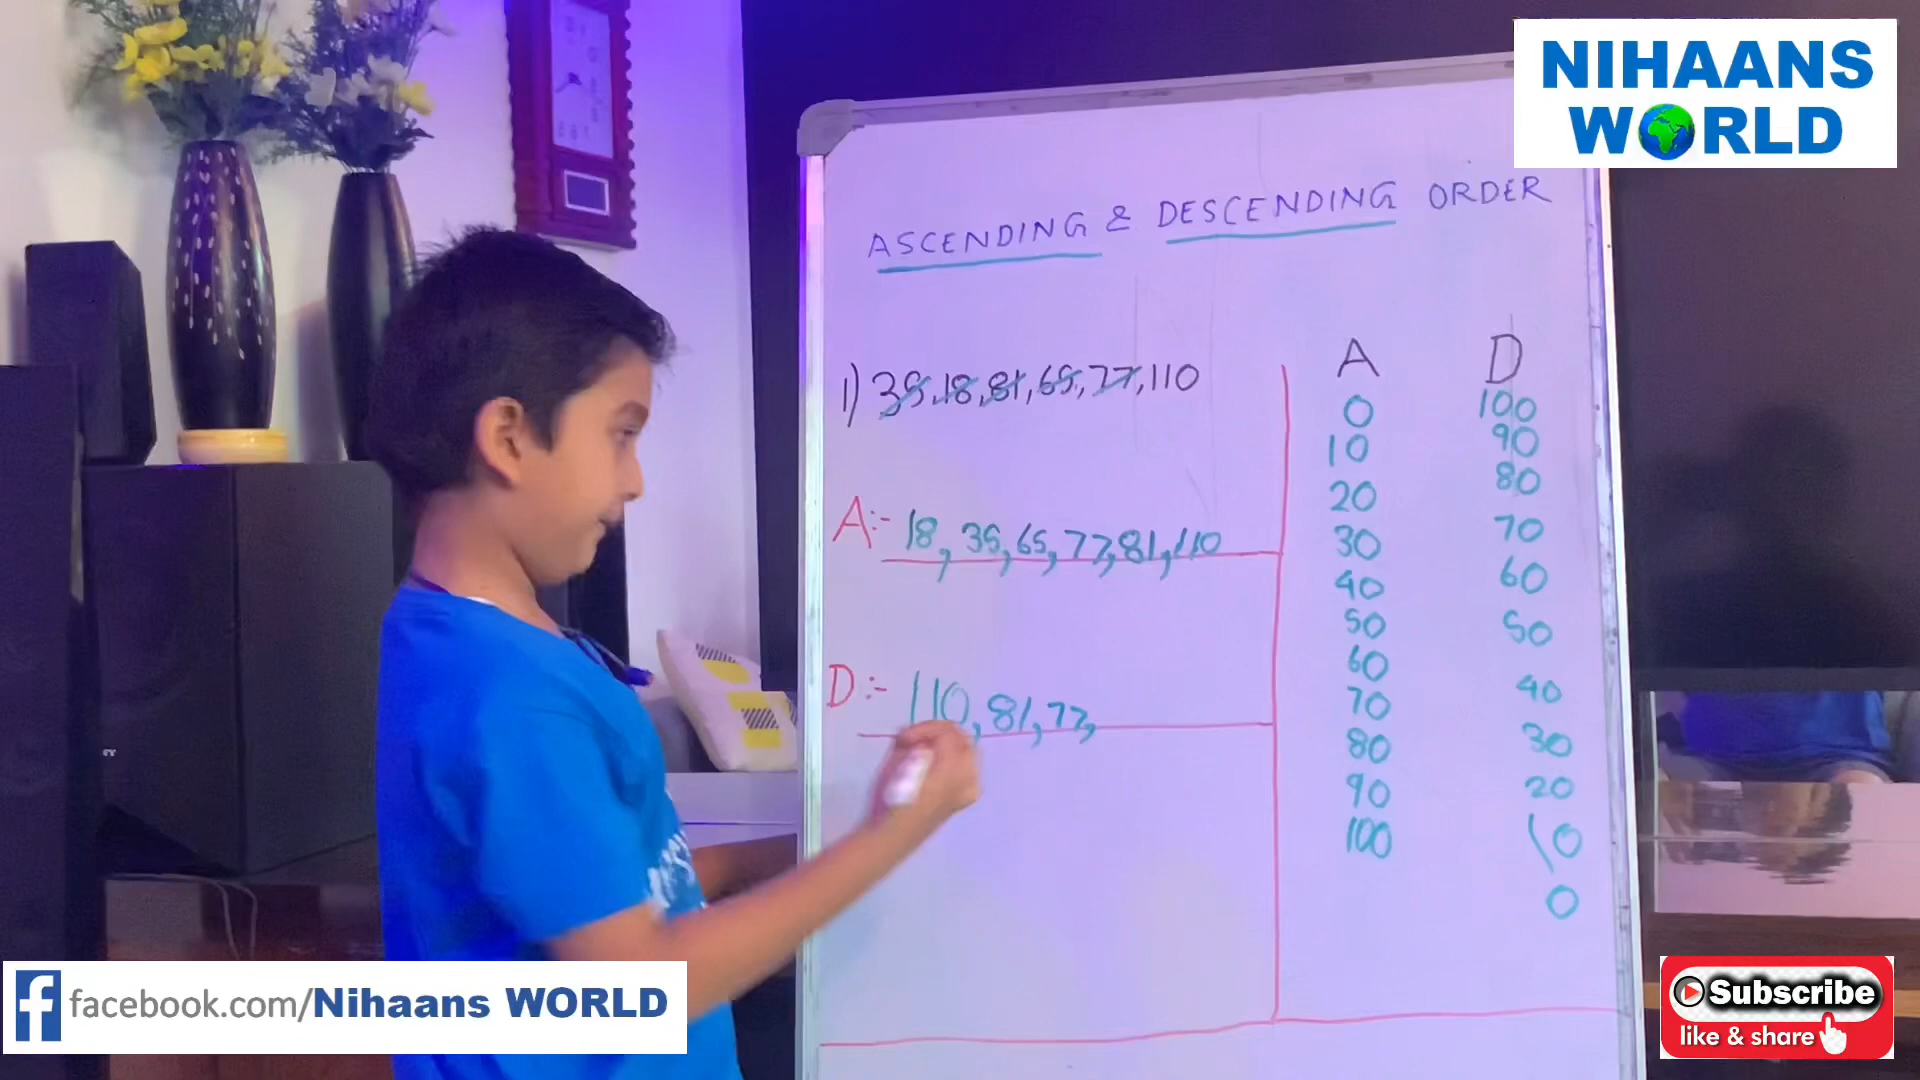 NIHAANS
WORLD
ASCENDING & DESCENDING ORDER
1) 35, 18, 81, 65, 77, 110
A:- 18, 35, 65, 77, 81, 110
D:- 110, 81, 77,
A
0
10
20
30
40
50
60
70
80
90
100
D
100
90
80
70
60
50
40
30
20
10
0
facebook.com/Nihaans WORLD
Subscribe
like & share